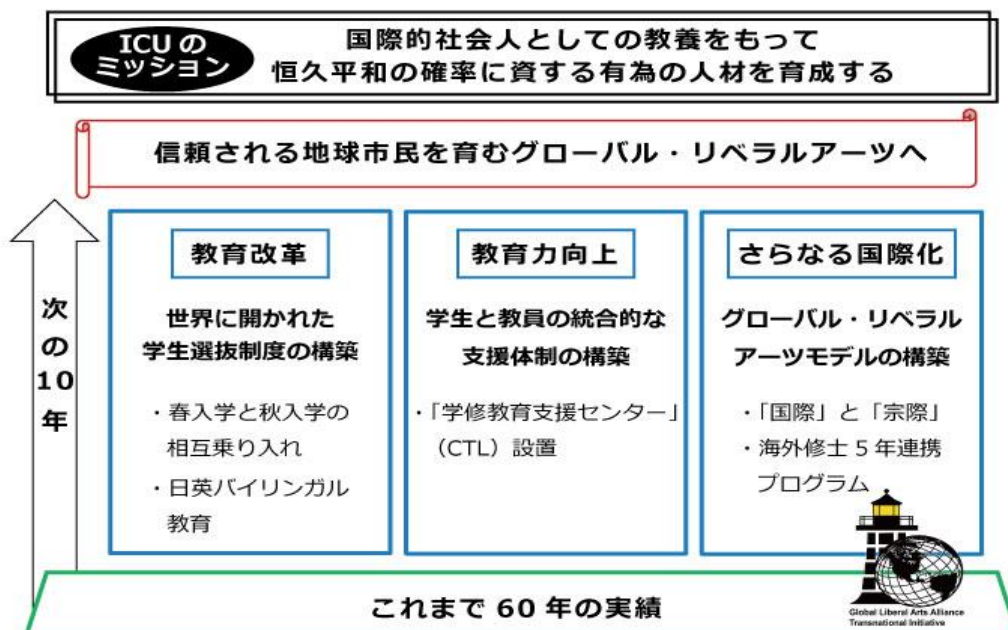 ICUの
ミッション
国際的社会人としての教養をもって
恒久平和の確率に資する有為の人材を育成する
信頼される地球市民を育むグローバル・リベラルアーツへ
次の10年
教育改革
世界に開かれた
学生選抜制度の構築
・春入学と秋入学の
相互乗り入れ
・日英バイリンガル
教育
教育力向上
学生と教員の統合的な
支援体制の構築
・「学修教育支援センター」
（CTL）設置
さらなる国際化
グローバル・リベラル
アーツモデルの構築
・「国際」と「宗際」
・海外修士5年連携
プログラム
Global Liberal Arts Alliance
Transnational Initiative
これまで60年の実績